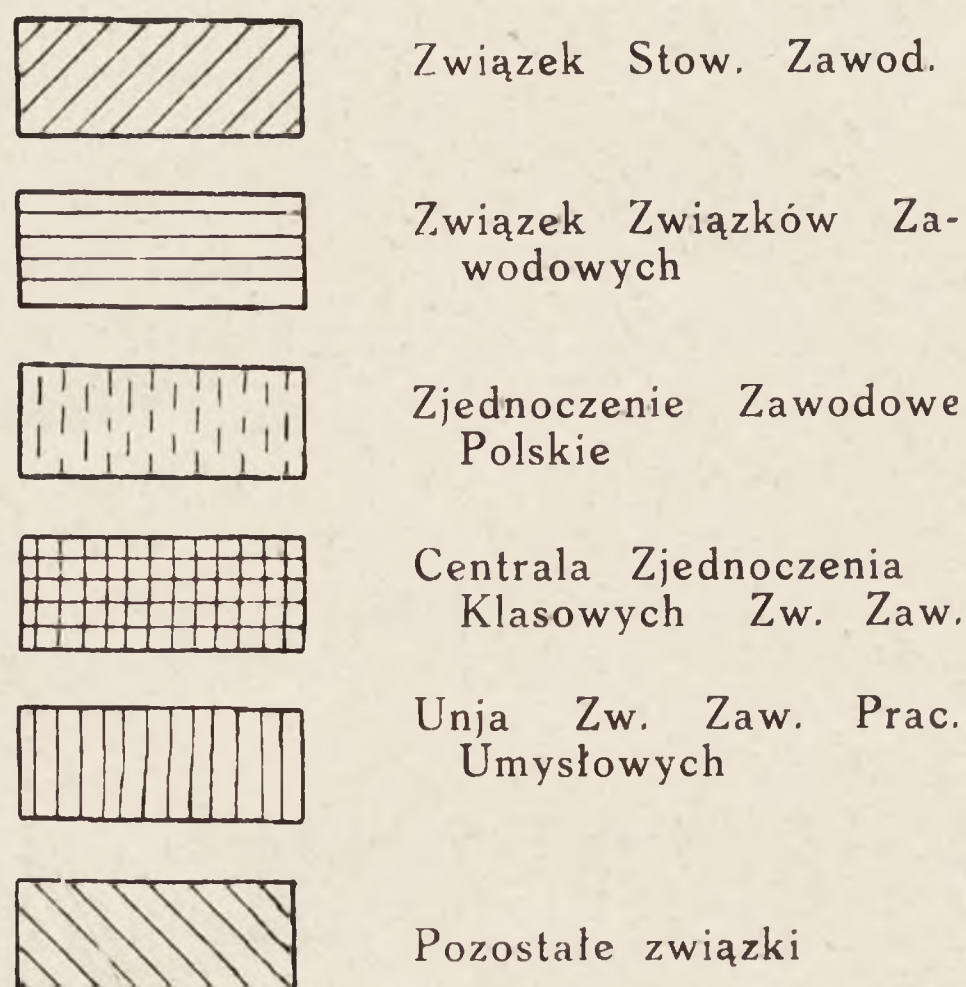 Związek Stow. Zawod.
Związek Związków Za-
wodowych
Zjednoczenie Zawodowe
Polskie
Centrala Zjednoczenia
Klasowych Zw. Zaw.
Unja Zw. Zaw. Prac.
Umysłowych
Pozostałe związki